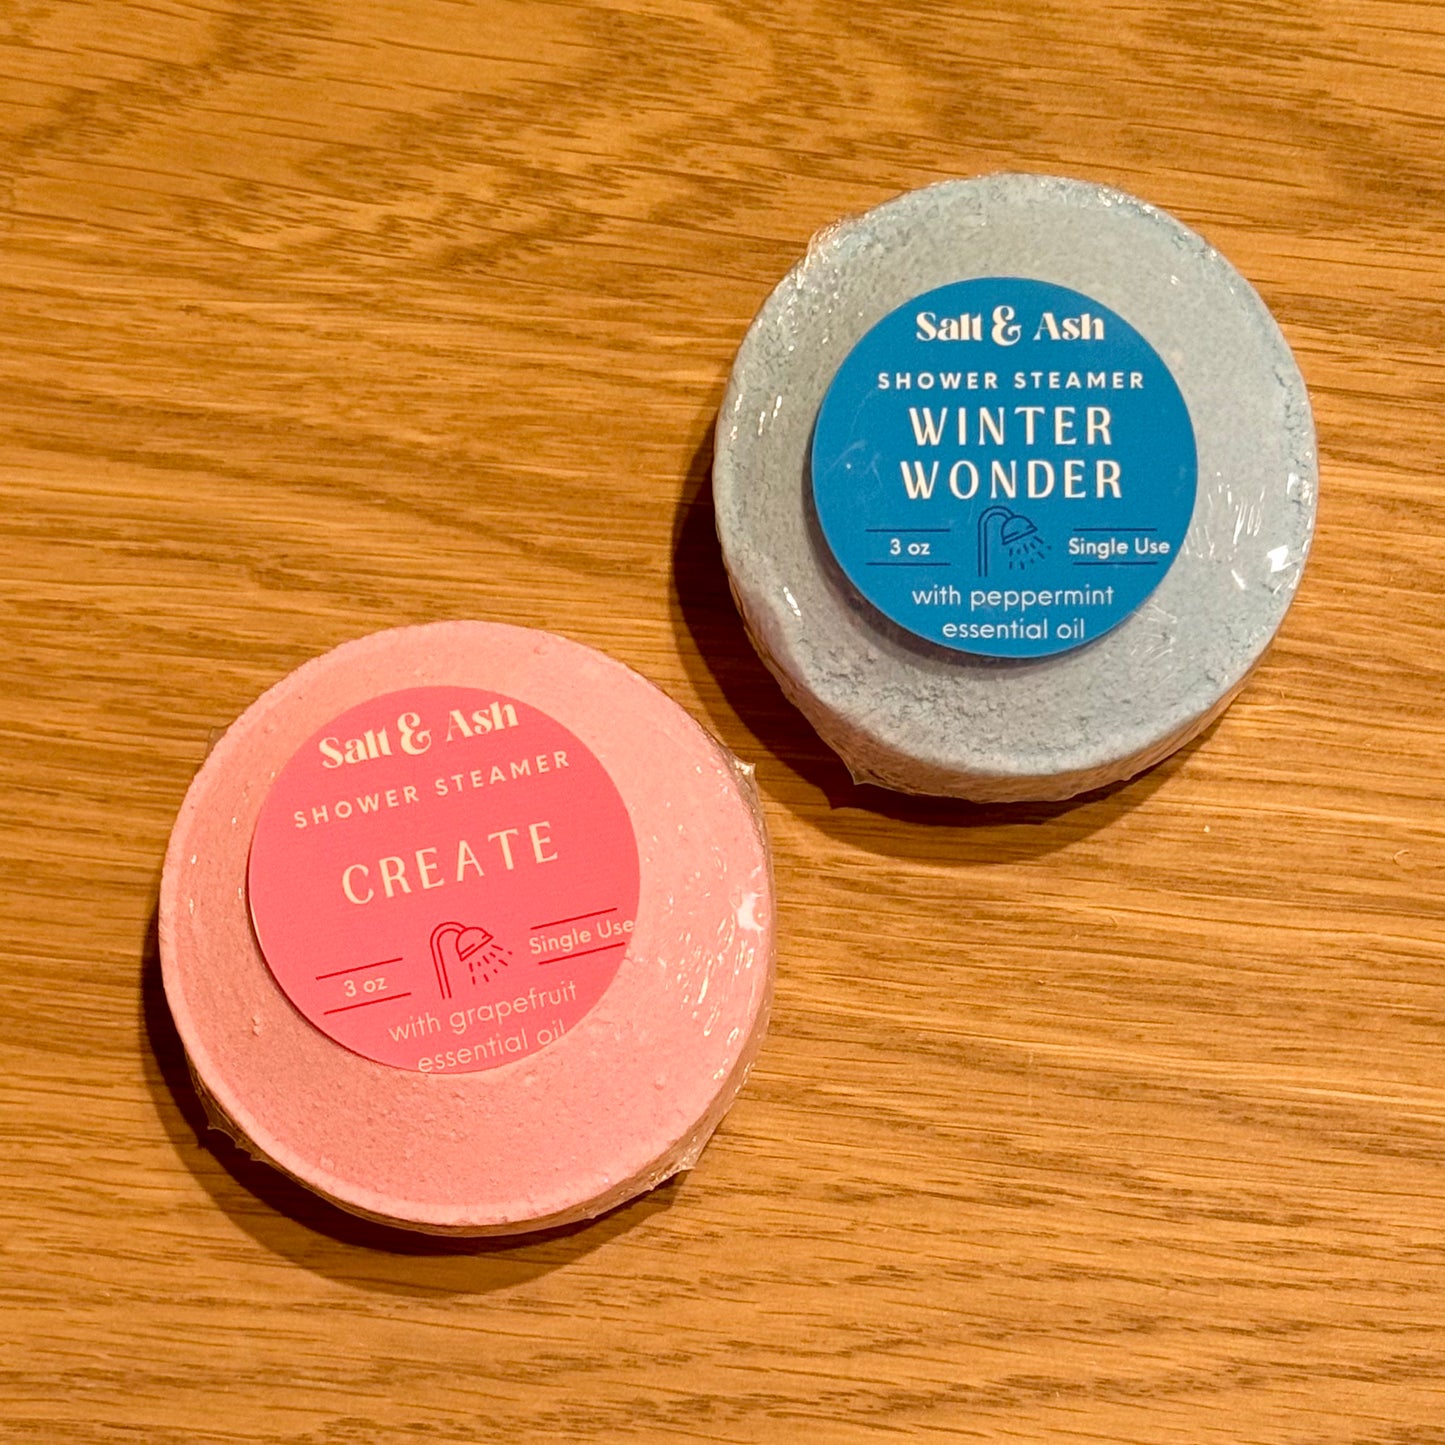 Salt & Ash
SHOWER STEAMER
WINTER
WONDER
3 oz
Single Use
with peppermint
essential oil
Salt & Ash
SHOWER STEAMER
CREATE
3 oz
Single Use
with grapefruit
essential oil